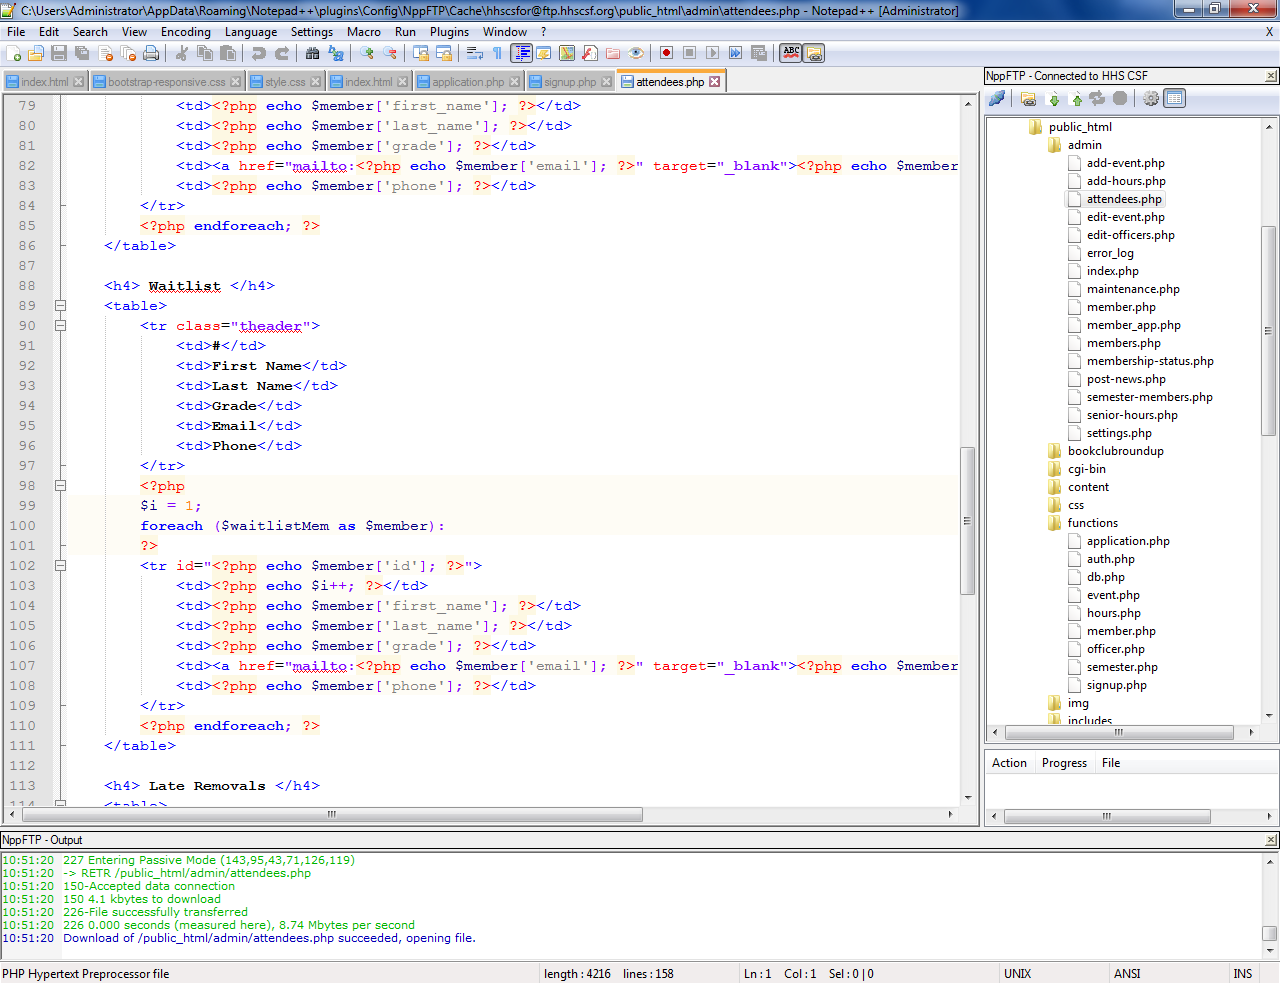 C:\Users\Administrator\AppData\Roaming\Notepad++\plugins\Config\NppFTP\Cache\hhscsfor@ftp.hhscsf.org\public_html\admin\attendees.php - Notepad++ [Administrator]
File Edit Search View Encoding Language Settings Macro Run Plugins Window ? X
index.html bootstrap-responsive.css style.css index.html application.php signup.php attendees.php
79 <td><?php echo $member['first_name']; ?></td>
80 <td><?php echo $member['last_name']; ?></td>
81 <td><?php echo $member['grade']; ?></td>
82 <td><a href="mailto:<?php echo $member['email']; ?>" target="_blank"><?php echo $member
83 <td><?php echo $member['phone']; ?></td>
84 </tr>
85 <?php endforeach; ?>
86 </table>
87
88 <h4> Waitlist </h4>
89 <table>
90 <tr class="theader">
91 <td>#</td>
92 <td>First Name</td>
93 <td>Last Name</td>
94 <td>Grade</td>
95 <td>Email</td>
96 <td>Phone</td>
97 </tr>
98 <?php
99 $i = 1;
100 foreach ($waitlistMem as $member):
101 ?>
102 <tr id="<?php echo $member['id']; ?>">
103 <td><?php echo $i++; ?></td>
104 <td><?php echo $member['first_name']; ?></td>
105 <td><?php echo $member['last_name']; ?></td>
106 <td><?php echo $member['grade']; ?></td>
107 <td><a href="mailto:<?php echo $member['email']; ?>" target="_blank"><?php echo $member
108 <td><?php echo $member['phone']; ?></td>
109 </tr>
110 <?php endforeach; ?>
111 </table>
112
113 <h4> Late Removals </h4>
114 <table>
NppFTP - Connected to HHS CSF
public_html
admin
add-event.php
add-hours.php
attendees.php
edit-event.php
edit-officers.php
error_log
index.php
maintenance.php
member.php
member_app.php
members.php
membership-status.php
post-news.php
semester-members.php
senior-hours.php
settings.php
bookclubroundup
cgi-bin
content
css
functions
application.php
auth.php
db.php
event.php
hours.php
member.php
officer.php
semester.php
signup.php
img
includes
Action Progress File
NppFTP - Output
10:51:20 227 Entering Passive Mode (143,95,43,71,126,119)
10:51:20 -> RETR /public_html/admin/attendees.php
10:51:20 150-Accepted data connection
10:51:20 150 4.1 kbytes to download
10:51:20 226-File successfully transferred
10:51:20 226 0.000 seconds (measured here), 8.74 Mbytes per second
10:51:20 Download of /public_html/admin/attendees.php succeeded, opening file.
PHP Hypertext Preprocessor file length : 4216 lines : 158 Ln : 1 Col : 1 Sel : 0 | 0 UNIX ANSI INS